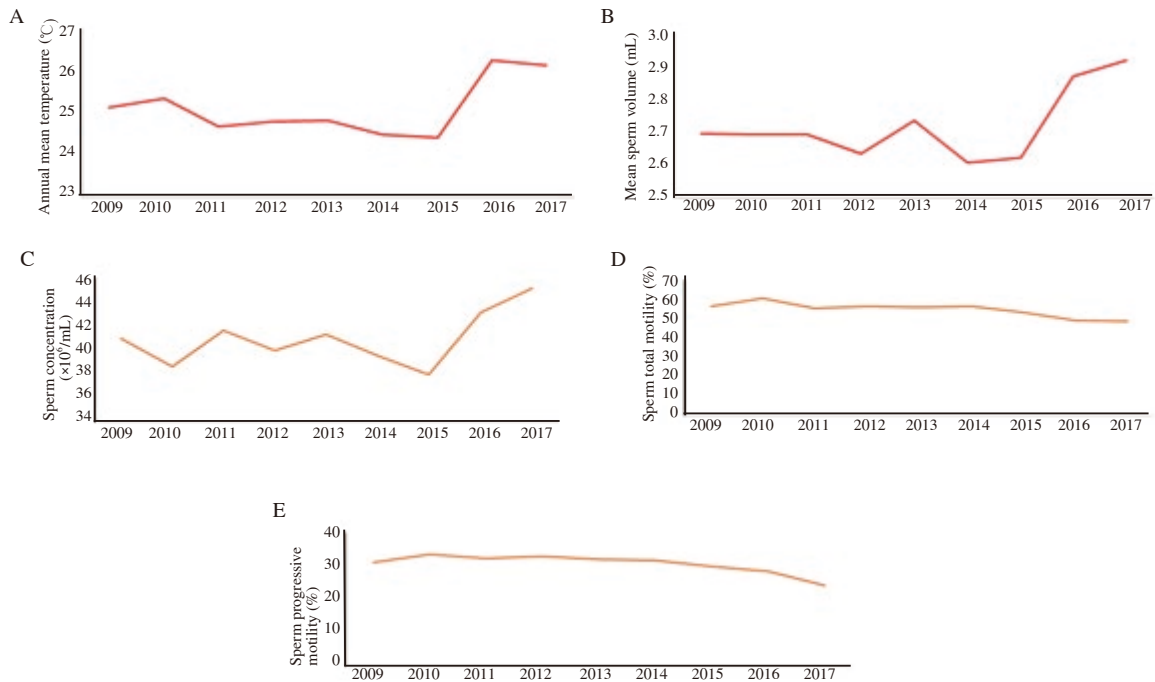 A
Annual mean temperature (℃)
27
26
25
24
23
2009 2010 2011 2012 2013 2014 2015 2016 2017
B
Mean sperm volume (mL)
3.0
2.9
2.8
2.7
2.6
2.5
2009 2010 2011 2012 2013 2014 2015 2016 2017
C
Sperm concentration
(×10⁶/mL)
46
44
42
40
38
36
34
2009 2010 2011 2012 2013 2014 2015 2016 2017
D
Sperm total motility (%)
70
60
50
40
30
20
10
0
2009 2010 2011 2012 2013 2014 2015 2016 2017
E
Sperm progressive
motility (%)
40
30
20
10
0
2009 2010 2011 2012 2013 2014 2015 2016 2017